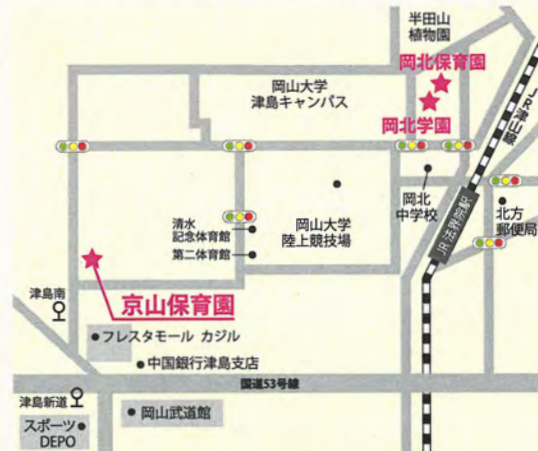 半田山
植物園
岡北保育園
岡山大学
津島キャンパス
岡北学園
JR津山線
岡北
中学校
JR法界院駅
北方
郵便局
清水
記念体育館
第二体育館
岡山大学
陸上競技場
京山保育園
津島南
フレスタモール カジル
中国銀行津島支店
国道53号線
津島新道
岡山武道館
スポーツ
DEPO